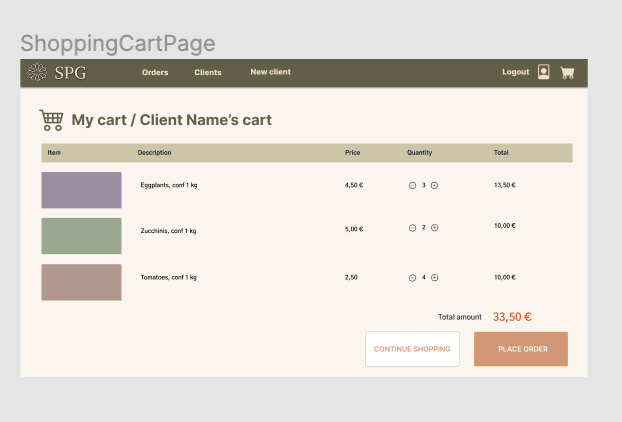 ShoppingCartPage
SPG Orders Clients New client Logout
My cart / Client Name's cart
Item Description Price Quantity Total
Eggplants, conf 1 kg 4,50 € 3 13,50 €
Zucchinis, conf 1 kg 5,00 € 2 10,00 €
Tomatoes, conf 1 kg 2,50 4 10,00 €
Total amount 33,50 €
CONTINUE SHOPPING PLACE ORDER